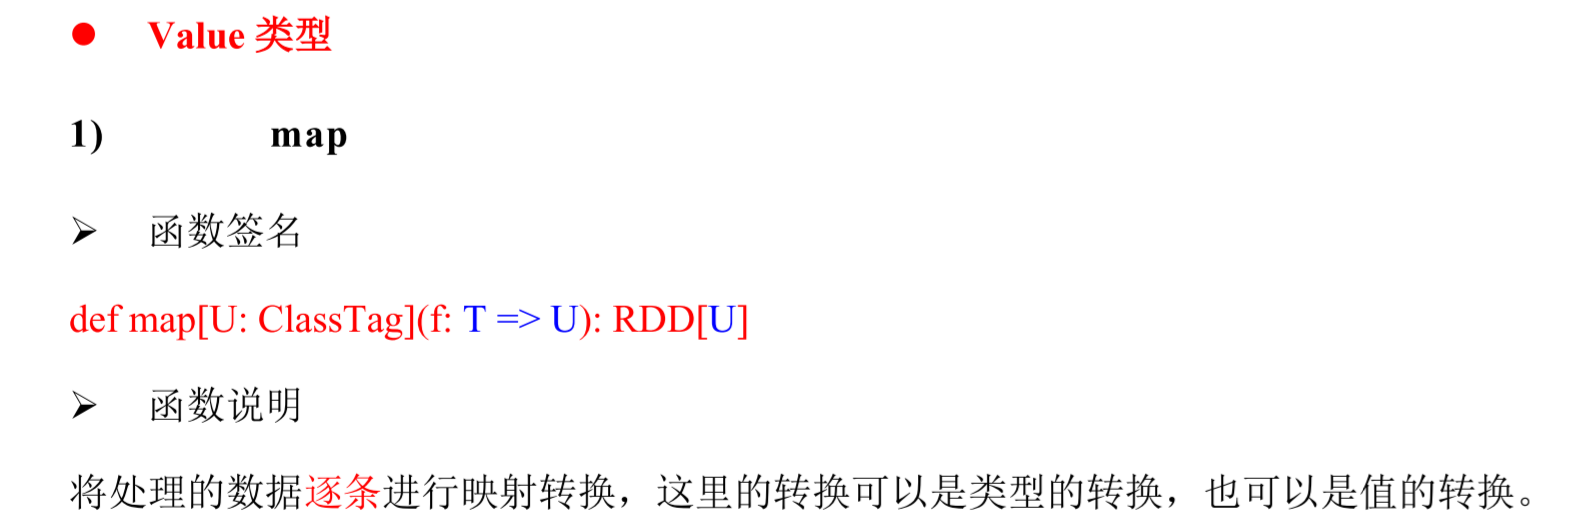 ● Value 类型
1) map
➢ 函数签名
def map[U: ClassTag](f: T => U): RDD[U]
➢ 函数说明
将处理的数据逐条进行映射转换，这里的转换可以是类型的转换，也可以是值的转换。